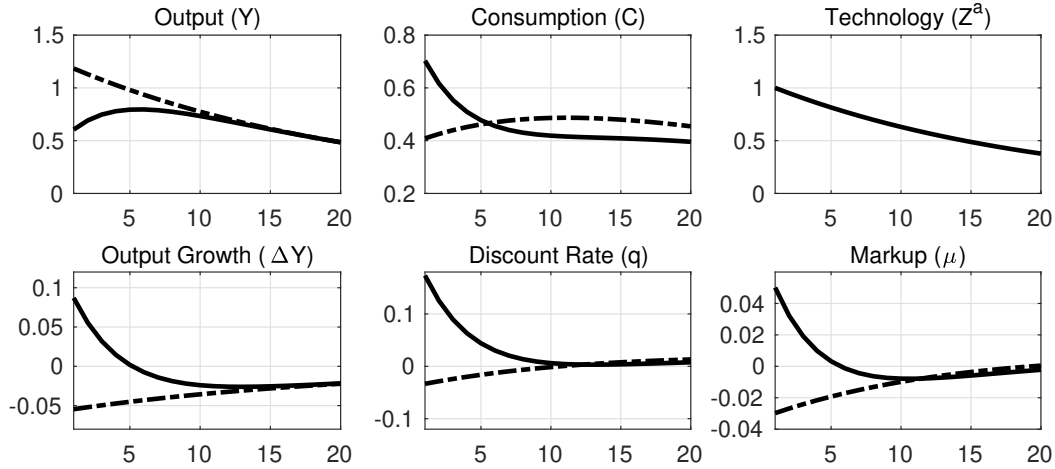 Output (Y)
1.5
1
0.5
0
5 10 15 20
Consumption (C)
0.8
0.6
0.4
0.2
5 10 15 20
Technology (Z^a)
1.5
1
0.5
0
5 10 15 20
Output Growth ( ΔY)
0.1
0.05
0
-0.05
5 10 15 20
Discount Rate (q)
0.1
0
-0.1
5 10 15 20
Markup (μ)
0.04
0.02
0
-0.02
-0.04
5 10 15 20